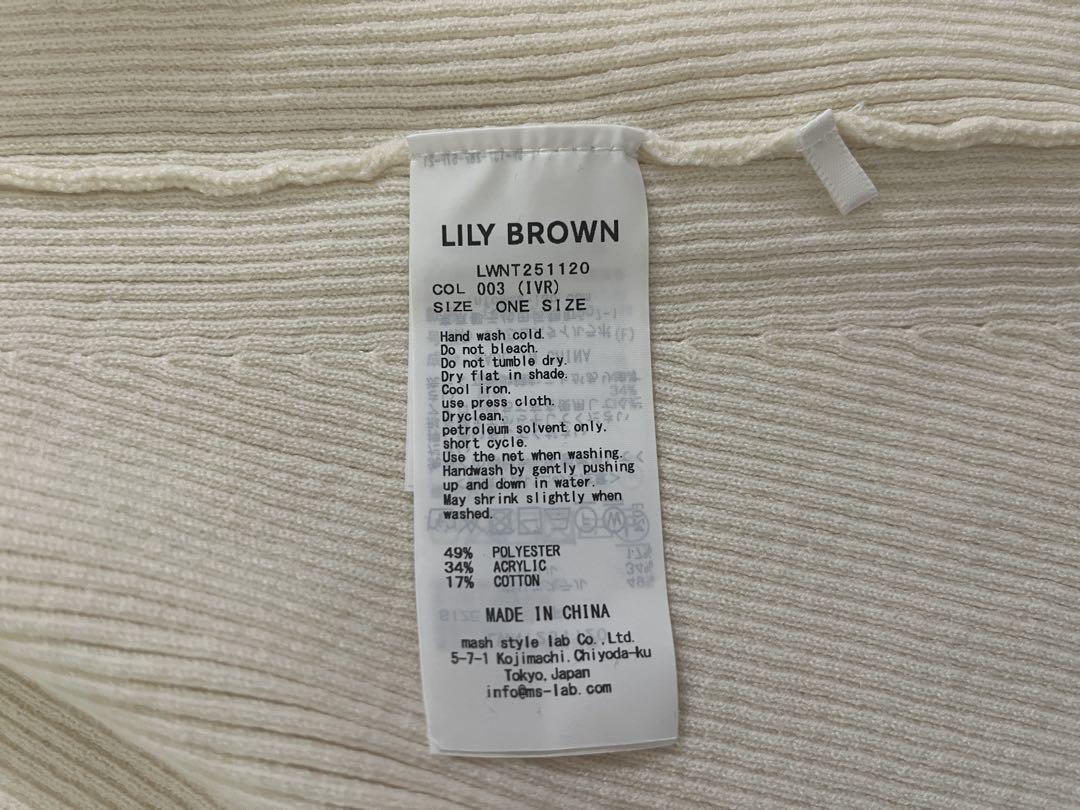 LILY BROWN
LWNT251120
COL 003 (IVR)
SIZE ONE SIZE
Hand wash cold.
Do not bleach.
Do not tumble dry.
Dry flat in shade.
Cool iron.
use press cloth.
Dryclean.
petroleum solvent only.
short cycle.
Use the net when washing.
Handwash by gently pushing
up and down in water.
May shrink slightly when
washed.
49% POLYESTER
34% ACRYLIC
17% COTTON
MADE IN CHINA
mash style lab Co.,Ltd.
5-7-1 Kojimachi.Chiyoda-ku
Tokyo,Japan
info@ms-lab.com